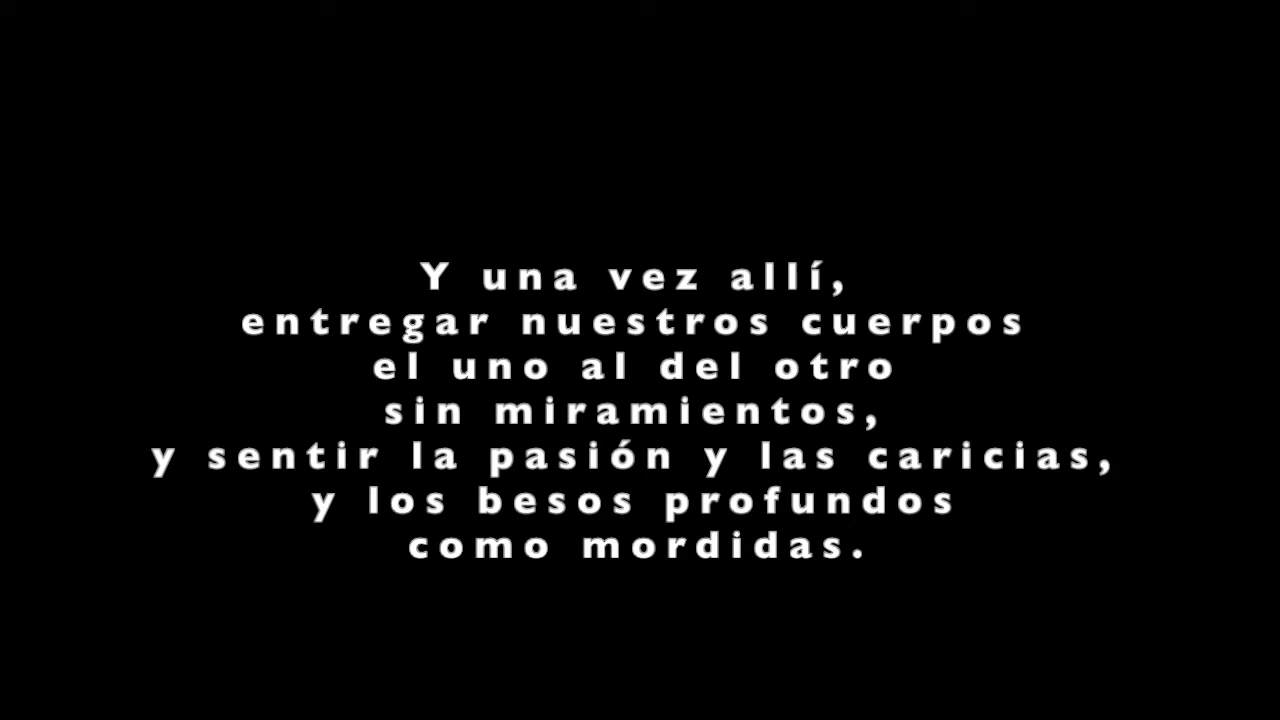 Y una vez allí,
entregar nuestros cuerpos
el uno al del otro
sin miramientos,
y sentir la pasión y las caricias,
y los besos profundos
como mordidas.